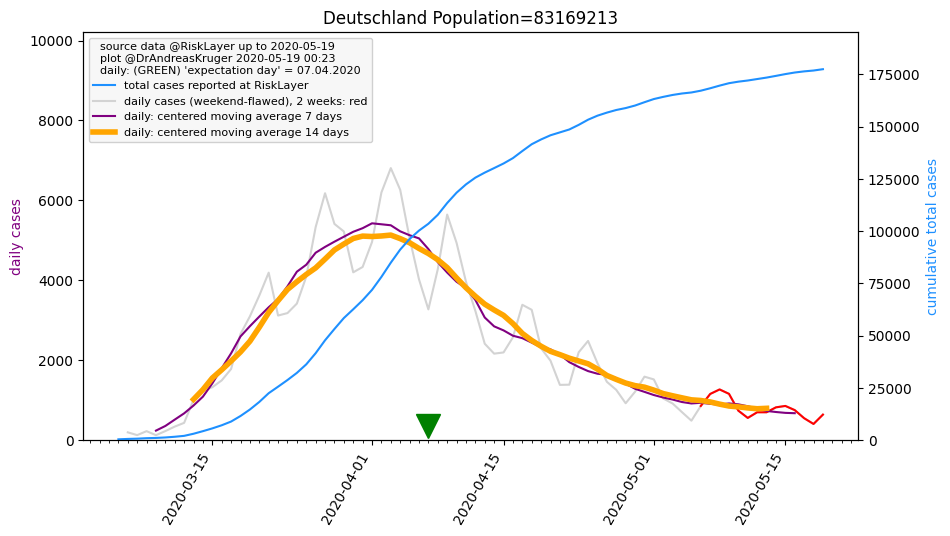 Deutschland Population=83169213
source data @RiskLayer up to 2020-05-19
plot @DrAndreasKruger 2020-05-19 00:23
daily: (GREEN) 'expectation day' = 07.04.2020
total cases reported at RiskLayer
daily cases (weekend-flawed), 2 weeks: red
daily: centered moving average 7 days
daily: centered moving average 14 days
daily cases
10000
8000
6000
4000
2000
0
175000
150000
125000
100000
75000
50000
25000
0
cumulative total cases
2020-03-15
2020-04-01
2020-04-15
2020-05-01
2020-05-15